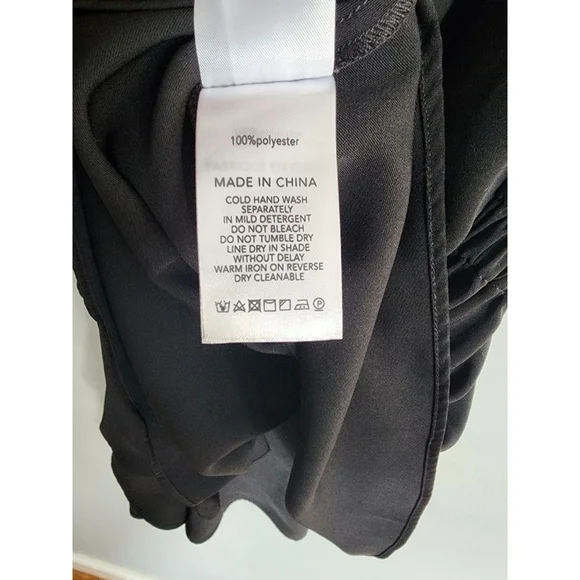 100%polyester
MADE IN CHINA
COLD HAND WASH
SEPARATELY
IN MILD DETERGENT
DO NOT BLEACH
DO NOT TUMBLE DRY
LINE DRY IN SHADE
WITHOUT DELAY
WARM IRON ON REVERSE
DRY CLEANABLE